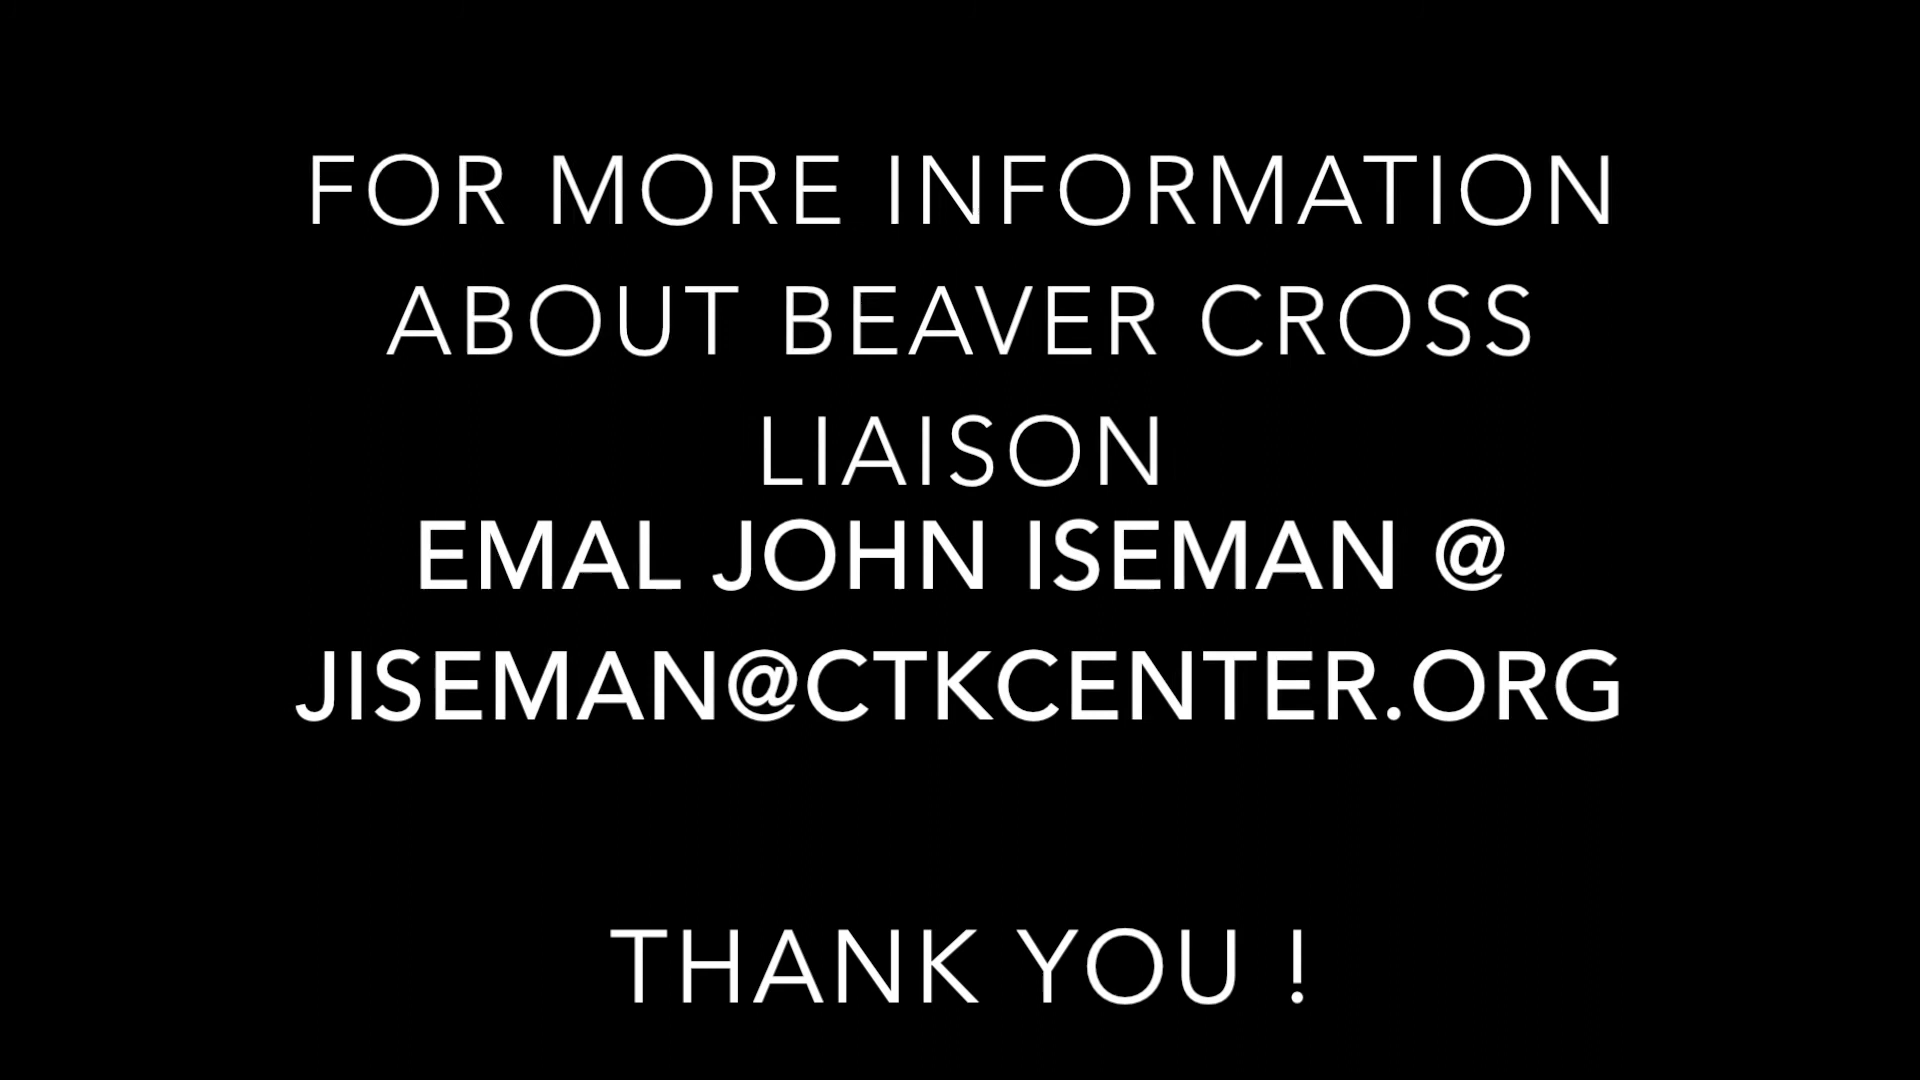 FOR MORE INFORMATION
ABOUT BEAVER CROSS
LIAISON
EMAL JOHN ISEMAN @
JISEMAN@CTKCENTER.ORG
THANK YOU !